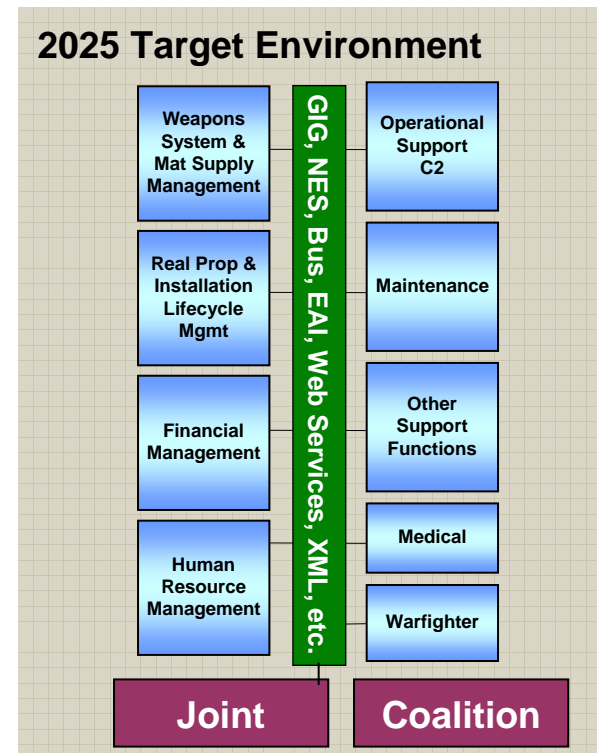 2025 Target Environment
Weapons
System &
Mat Supply
Management
Real Prop &
Installation
Lifecycle
Mgmt
Financial
Management
Human
Resource
Management
GIG, NES, Bus, EAI, Web Services, XML, etc.
Operational
Support
C2
Maintenance
Other
Support
Functions
Medical
Warfighter
Joint
Coalition